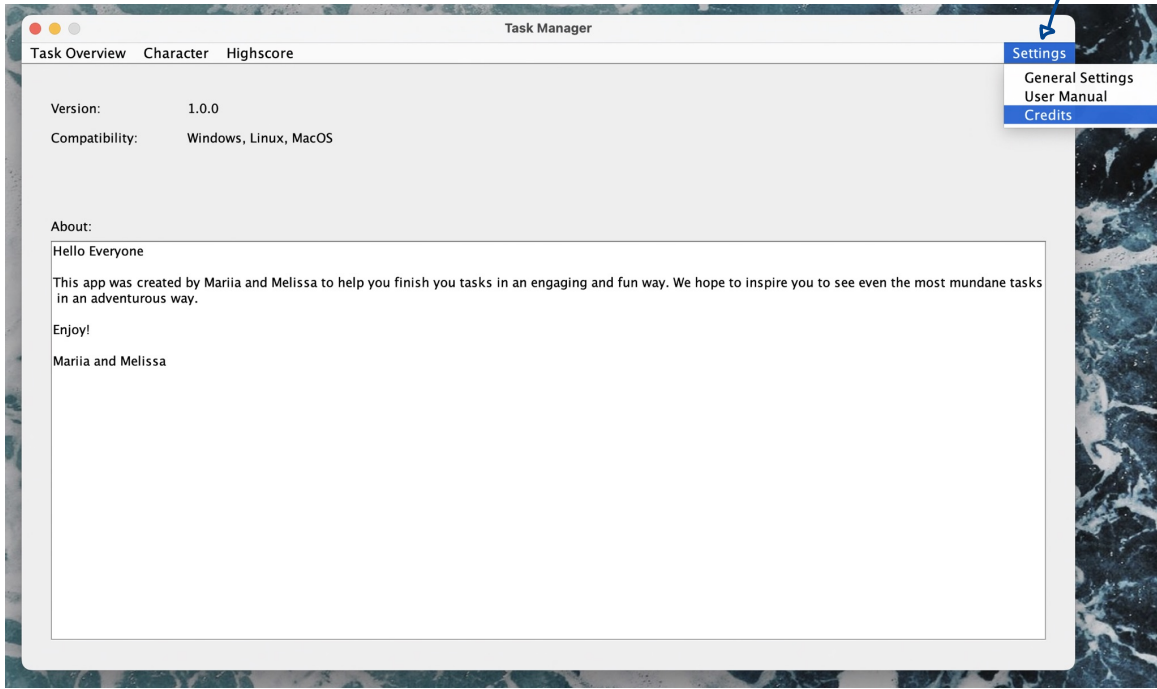 Task Manager
Task Overview Character Highscore Settings
General Settings
User Manual
Credits
Version: 1.0.0
Compatibility: Windows, Linux, MacOS
About:
Hello Everyone
This app was created by Mariia and Melissa to help you finish you tasks in an engaging and fun way. We hope to inspire you to see even the most mundane tasks
in an adventurous way.
Enjoy!
Mariia and Melissa